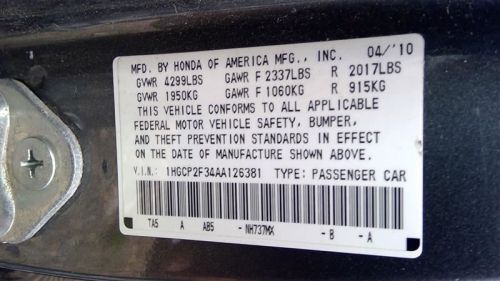 MFD. BY HONDA OF AMERICA MFG., INC. 04/'10
GVWR 4299LBS GAWR F 2337LBS R 2017LBS
GVWR 1950KG GAWR F 1060KG R 915KG
THIS VEHICLE CONFORMS TO ALL APPLICABLE
FEDERAL MOTOR VEHICLE SAFETY, BUMPER,
AND THEFT PREVENTION STANDARDS IN EFFECT
ON THE DATE OF MANUFACTURE SHOWN ABOVE.
V.I.N.: 1HGCP2F34AA126381 TYPE: PASSENGER CAR
TA5 A AB5 -NH737MX -B -A